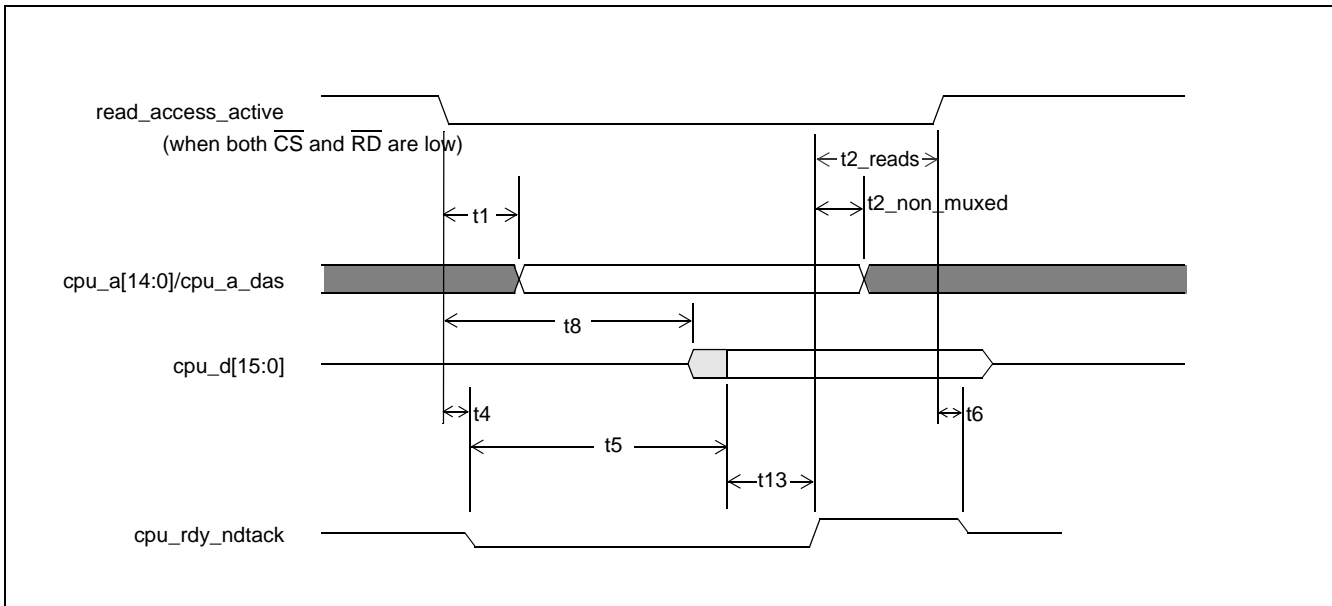 read_access_active
(when both CS and RD are low)
t2_reads
t2_non_muxed
t1
cpu_a[14:0]/cpu_a_das
t8
cpu_d[15:0]
t4
t6
t5
t13
cpu_rdy_ndtack